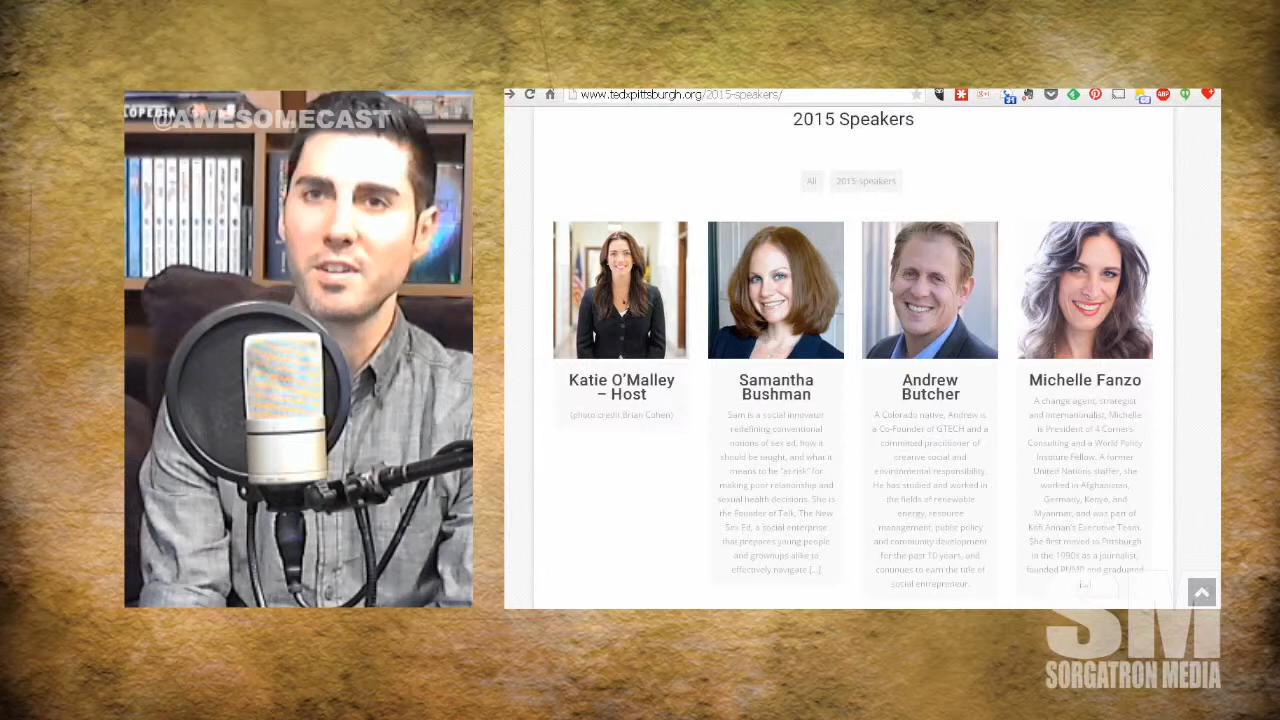 LOPEDIA
@AWESOMECAST
www.tedxpittsburgh.org/2015-speakers/
2015 Speakers
All
2015-speakers
Katie O'Malley
– Host
(photo credit Brian Cohen)
Samantha
Bushman
Sam is a social innovator
redefining conventional
notions of sex ed, how it
should be taught, and what it
means to be "at risk" for
making poor relationship and
sexual health decisions. She is
the Founder of Talk, The New
Sex Ed, a social enterprise
that prepares young people
and grownups alike to
effectively navigate [...]
Andrew
Butcher
A Colorado native, Andrew is
a Co-Founder of GTECH and a
committed practitioner of
creative social and
environmental responsibility.
He has studied and worked in
the fields of renewable
energy, resource
management, public policy
and community development
for the past 10 years, and
continues to earn the title of
social entrepreneur.
Michelle Fanzo
A change agent, strategist
and internationalist, Michelle
is President of 4 Corners
Consulting and a World Policy
Institute Fellow. A former
United Nations staffer, she
worked in Afghanistan,
Germany, Kenya, and
Myanmar, and was part of
Kofi Annan's Executive Team.
She first moved to Pittsburgh
in the 1990s as a journalist,
founded PUMP and graduated
[...]
SM
SORGATRON MEDIA